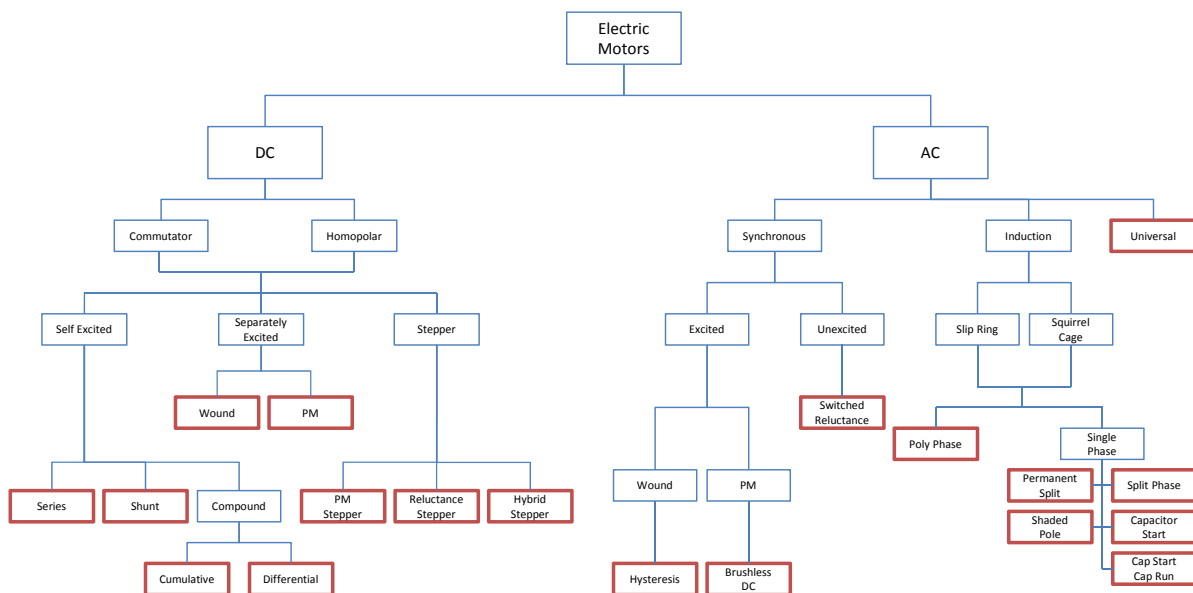 Electric
Motors
DC
AC
Commutator
Homopolar
Synchronous
Induction
Universal
Self Excited
Separately
Excited
Stepper
Excited
Unexcited
Slip Ring
Squirrel
Cage
Wound
PM
Switched
Reluctance
Poly Phase
Single
Phase
Series
Shunt
Compound
PM
Stepper
Reluctance
Stepper
Hybrid
Stepper
Wound
PM
Permanent
Split
Split Phase
Shaded
Pole
Capacitor
Start
Cumulative
Differential
Hysteresis
Brushless
DC
Cap Start
Cap Run